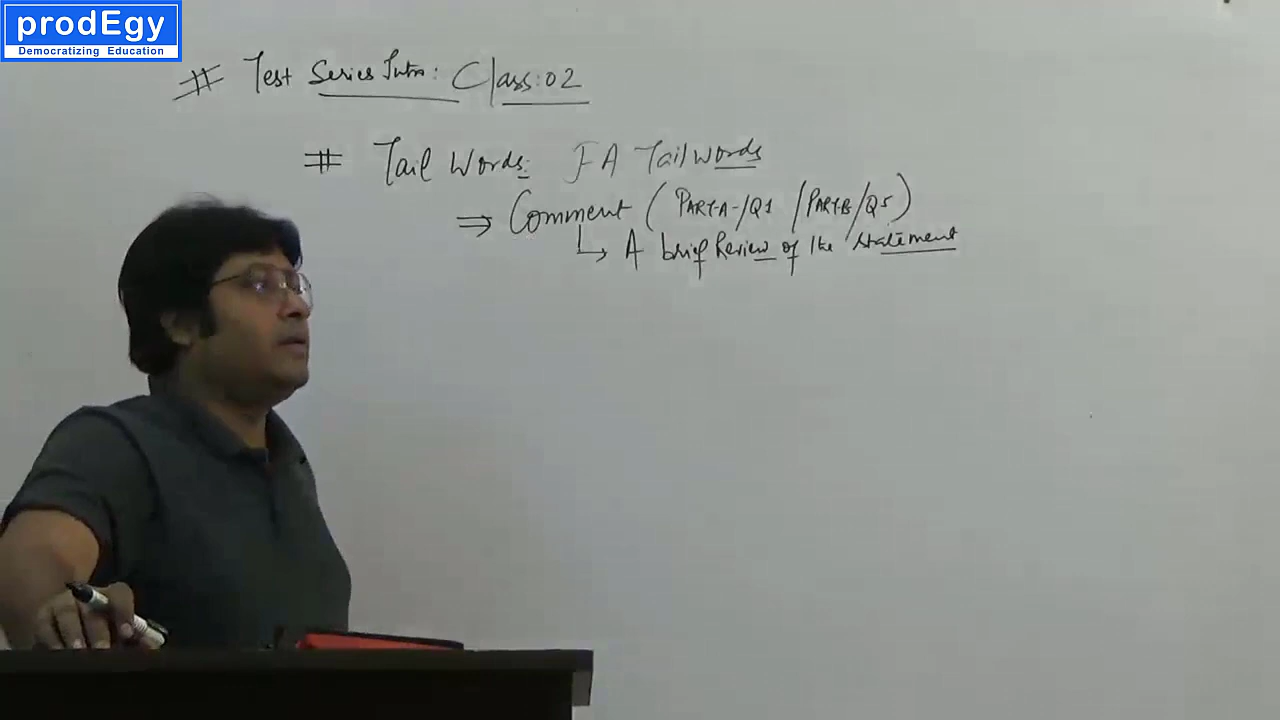 prodEgy
Democratizing Education
# Test Series Intro: Class:02
# Tail Words: FA Tailwords
⇒ Comment (PART-A-/Q1 /PARTB/Q5)
↳ A brief Review of the statement